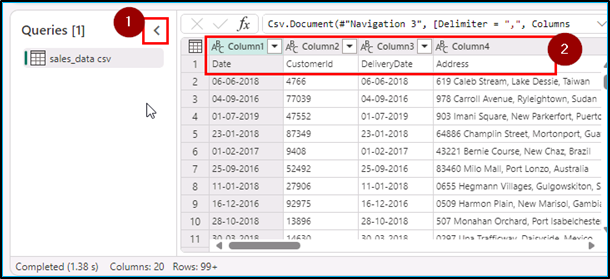 1
Queries [1]
sales_data csv
fx
Csv.Document(#"Navigation 3", [Delimiter = ",", Columns
2
Column1 Column2 Column3 Column4
1 Date CustomerId DeliveryDate Address
2 06-06-2018 4766 06-06-2018 619 Caleb Stream, Lake Dessie, Taiwan
3 04-09-2016 77039 04-09-2016 978 Carroll Avenue, Ryleightown, Sudan
4 01-07-2019 47552 01-07-2019 903 Imani Square, New Parkerfort, Puerto
5 23-01-2018 87349 23-01-2018 64886 Champlin Street, Mortonport, Gua
6 01-02-2017 9408 01-02-2017 43221 Bernie Course, New Chaz, Brazil
7 25-09-2016 52492 25-09-2016 83460 Milo Mall, Port Lonzo, Australia
8 11-01-2018 27906 11-01-2018 0655 Hegmann Villages, Gulgowskiton, S
9 16-12-2016 92975 16-12-2016 0509 Harmon Plain, New Marisol, Gambia
10 28-10-2018 13896 28-10-2018 507 Monahan Orchard, Port Isabelchester
11 30-03-2018 14630 30-03-2018 0297 Una Trafficway, Daisyside, Mexico
Completed (1.38 s) Columns: 20 Rows: 99+